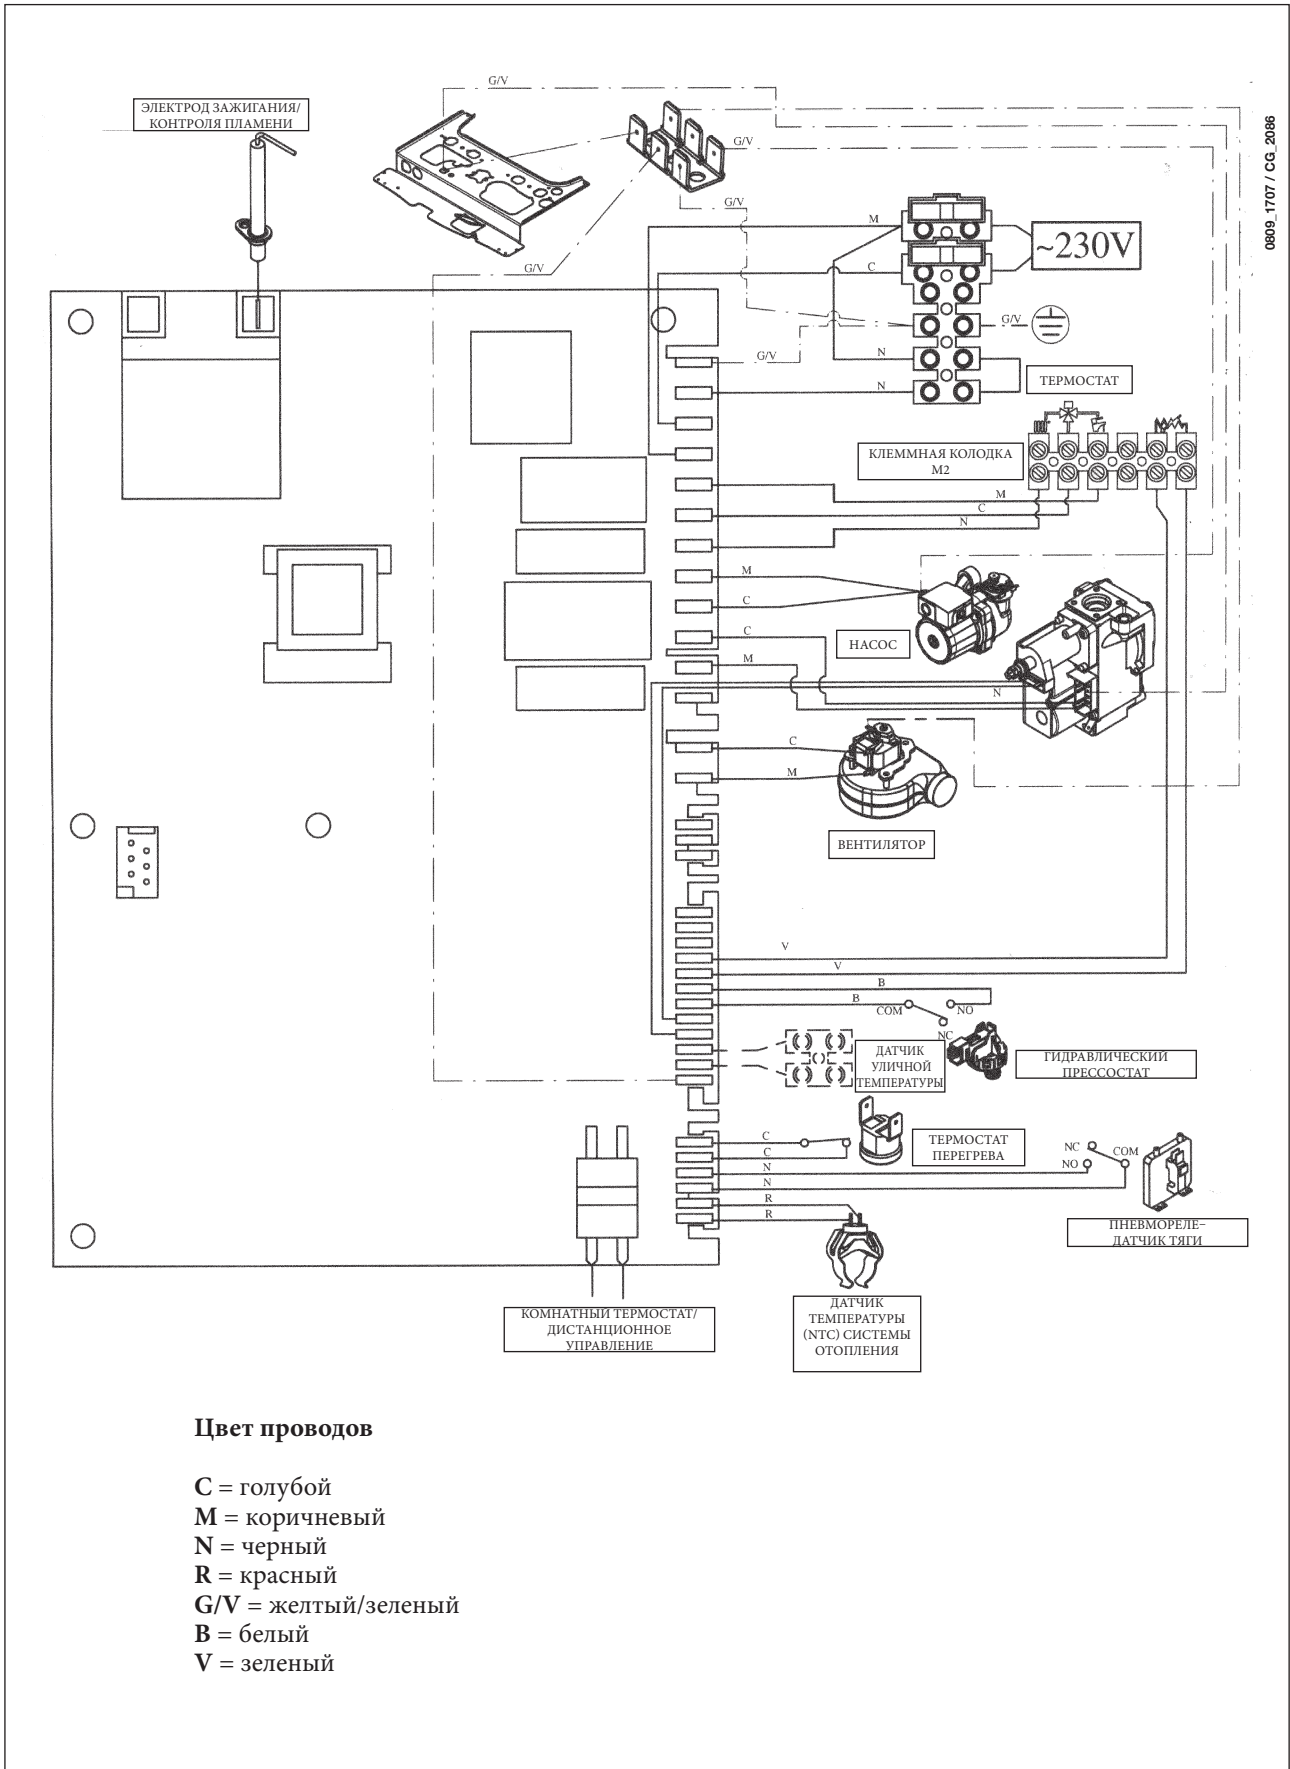 G/V
ЭЛЕКТРОД ЗАЖИГАНИЯ/
КОНТРОЛЯ ПЛАМЕНИ
0809_1707 / CG_2086
G/V
G/V
M
~230V
G/V
C
G/V
G/V
N
ТЕРМОСТАТ
N
КЛЕММНАЯ КОЛОДКА
M2
M
C
N
M
C
C
НАСОС
M
N
C
M
ВЕНТИЛЯТОР
V
V
B
B
COM
NO
NC
ДАТЧИК
УЛИЧНОЙ
ТЕМПЕРАТУРЫ
ГИДРАВЛИЧЕСКИЙ
ПРЕССОСТАТ
C
C
N
N
R
R
ТЕРМОСТАТ
ПЕРЕГРЕВА
NC
NO
COM
ПНЕВМОРЕЛЕ–
ДАТЧИК ТЯГИ
КОМНАТНЫЙ ТЕРМОСТАТ/
ДИСТАНЦИОННОЕ
УПРАВЛЕНИЕ
ДАТЧИК
ТЕМПЕРАТУРЫ
(NTC) СИСТЕМЫ
ОТОПЛЕНИЯ
Цвет проводов
C = голубой
M = коричневый
N = черный
R = красный
G/V = желтый/зеленый
B = белый
V = зеленый